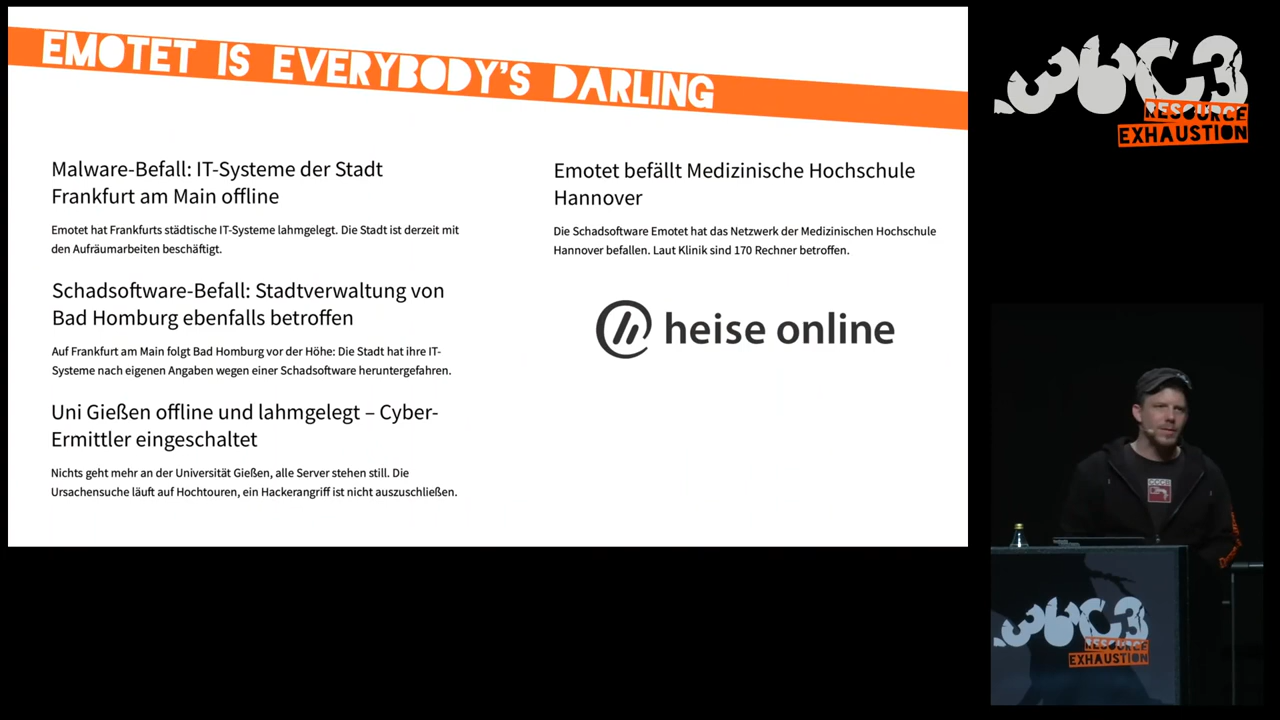 EMOTET IS EVERYBODY'S DARLING
Malware-Befall: IT-Systeme der Stadt
Frankfurt am Main offline
Emotet hat Frankfurts städtische IT-Systeme lahmgelegt. Die Stadt ist derzeit mit
den Aufräumarbeiten beschäftigt.
Schadsoftware-Befall: Stadtverwaltung von
Bad Homburg ebenfalls betroffen
Auf Frankfurt am Main folgt Bad Homburg vor der Höhe: Die Stadt hat ihre IT-
Systeme nach eigenen Angaben wegen einer Schadsoftware heruntergefahren.
Uni Gießen offline und lahmgelegt – Cyber-
Ermittler eingeschaltet
Nichts geht mehr an der Universität Gießen, alle Server stehen still. Die
Ursachensuche läuft auf Hochtouren, ein Hackerangriff ist nicht auszuschließen.
Emotet befällt Medizinische Hochschule
Hannover
Die Schadsoftware Emotet hat das Netzwerk der Medizinischen Hochschule
Hannover befallen. Laut Klinik sind 170 Rechner betroffen.
heise online
36C3
RESOURCE
EXHAUSTION
CCCB
36C3
RESOURCE
EXHAUSTION